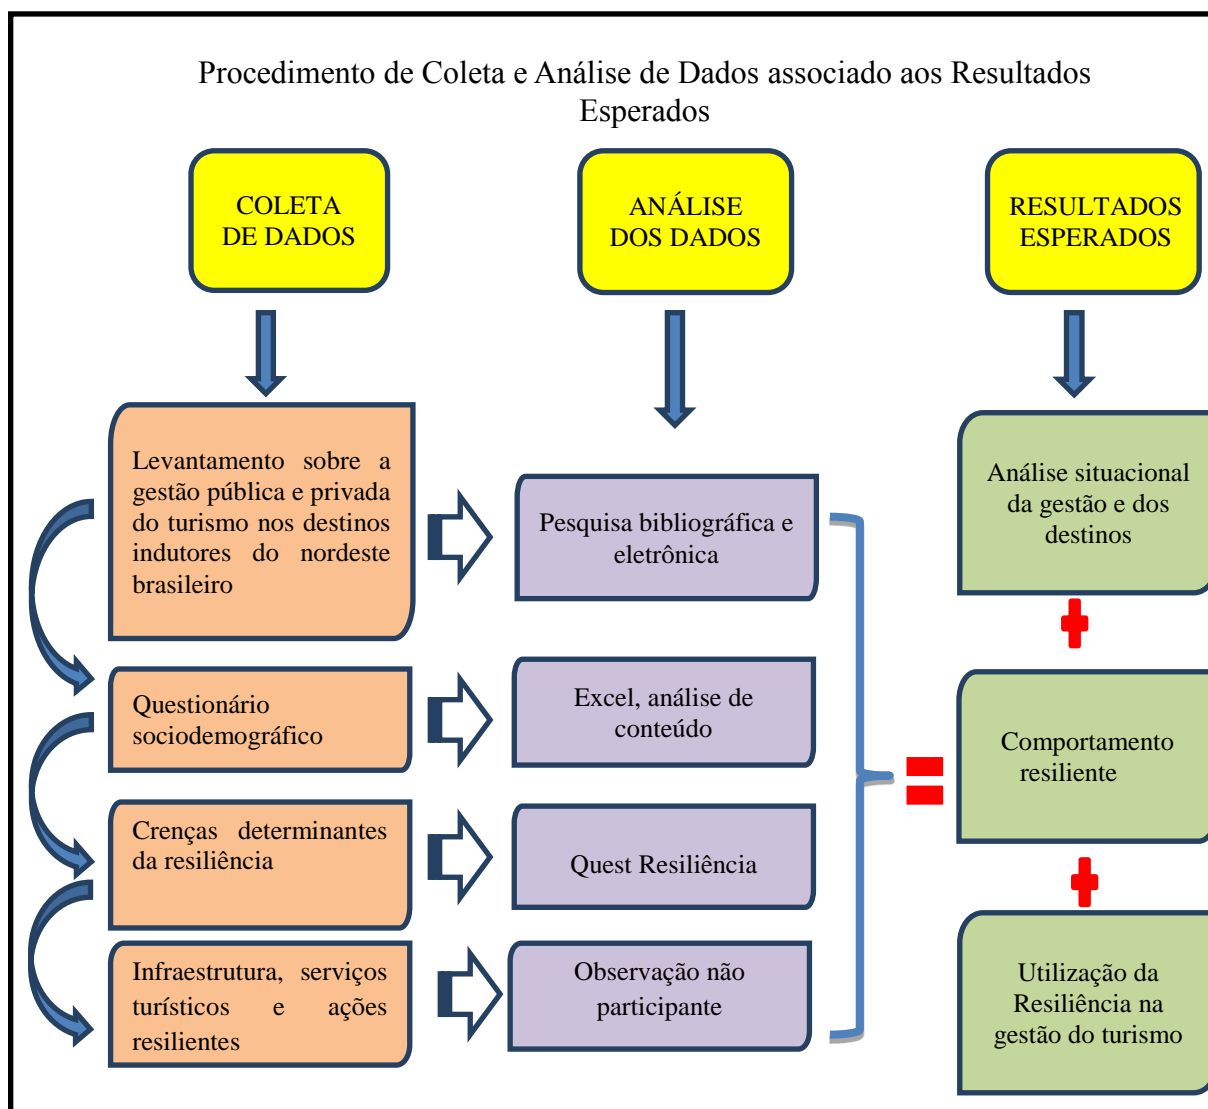 Procedimento de Coleta e Análise de Dados associado aos Resultados
Esperados
COLETA
DE DADOS
ANÁLISE
DOS DADOS
RESULTADOS
ESPERADOS
Levantamento sobre a
gestão pública e privada
do turismo nos destinos
indutores do nordeste
brasileiro
Pesquisa bibliográfica e
eletrônica
Análise situacional
da gestão e dos
destinos
Questionário
sociodemográfico
Excel, análise de
conteúdo
Comportamento
resiliente
Crenças determinantes
da resiliência
Quest Resiliência
Infraestrutura, serviços
turísticos e ações
resilientes
Observação não
participante
Utilização da
Resiliência na
gestão do turismo